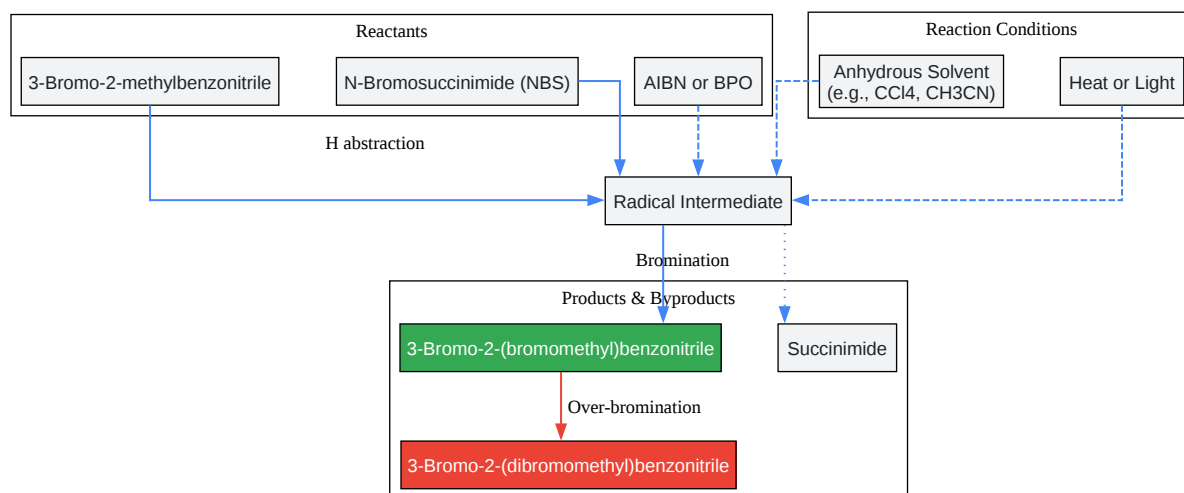 Reactants
Reaction Conditions
3-Bromo-2-methylbenzonitrile
N-Bromosuccinimide (NBS)
AIBN or BPO
Anhydrous Solvent
(e.g., CCl4, CH3CN)
Heat or Light
H abstraction
Radical Intermediate
Bromination
Products & Byproducts
3-Bromo-2-(bromomethyl)benzonitrile
Succinimide
Over-bromination
3-Bromo-2-(dibromomethyl)benzonitrile